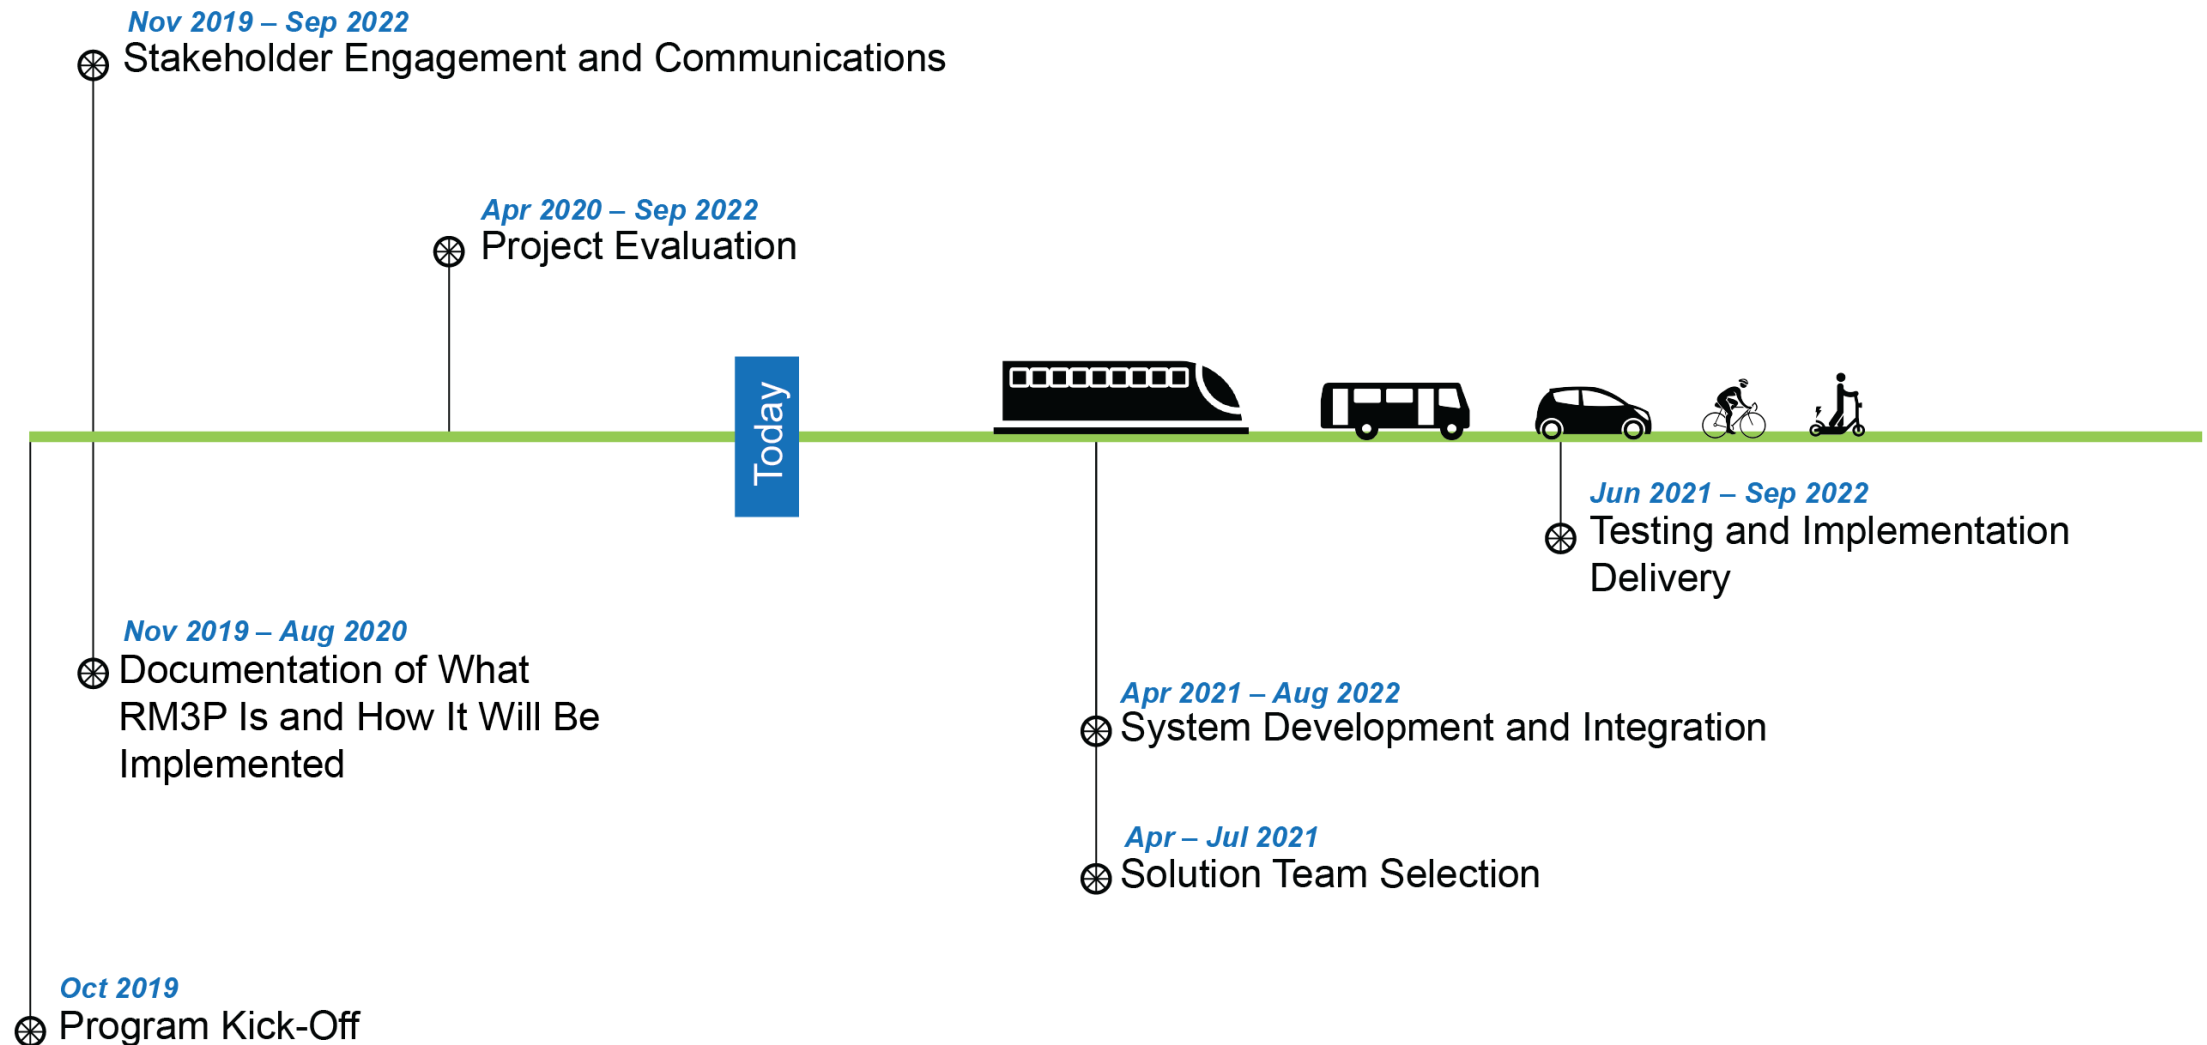 Nov 2019 – Sep 2022
Stakeholder Engagement and Communications
Apr 2020 – Sep 2022
Project Evaluation
Today
Jun 2021 – Sep 2022
Testing and Implementation
Delivery
Nov 2019 – Aug 2020
Documentation of What
RM3P Is and How It Will Be
Implemented
Apr 2021 – Aug 2022
System Development and Integration
Apr – Jul 2021
Solution Team Selection
Oct 2019
Program Kick-Off